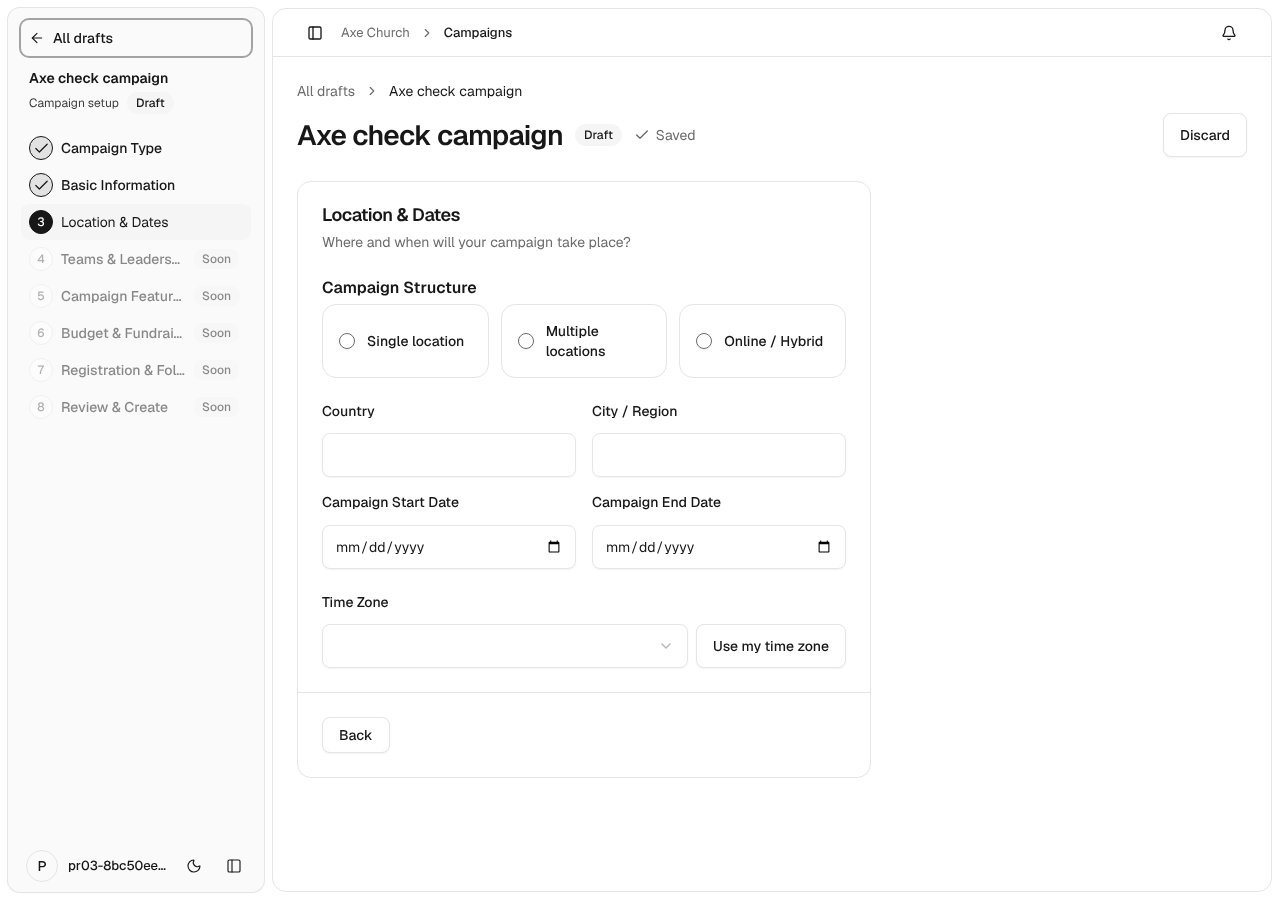 All drafts
Axe check campaign
Campaign setup Draft
Campaign Type
Basic Information
3 Location & Dates
4 Teams & Leaders... Soon
5 Campaign Featur... Soon
6 Budget & Fundrai... Soon
7 Registration & Fol... Soon
8 Review & Create Soon
P pr03-8bc50ee...
Axe Church Campaigns
All drafts Axe check campaign
Axe check campaign Draft Saved
Discard
Location & Dates
Where and when will your campaign take place?
Campaign Structure
Single location
Multiple
locations
Online / Hybrid
Country City / Region
Campaign Start Date Campaign End Date
mm/dd/yyyy mm/dd/yyyy
Time Zone
Use my time zone
Back